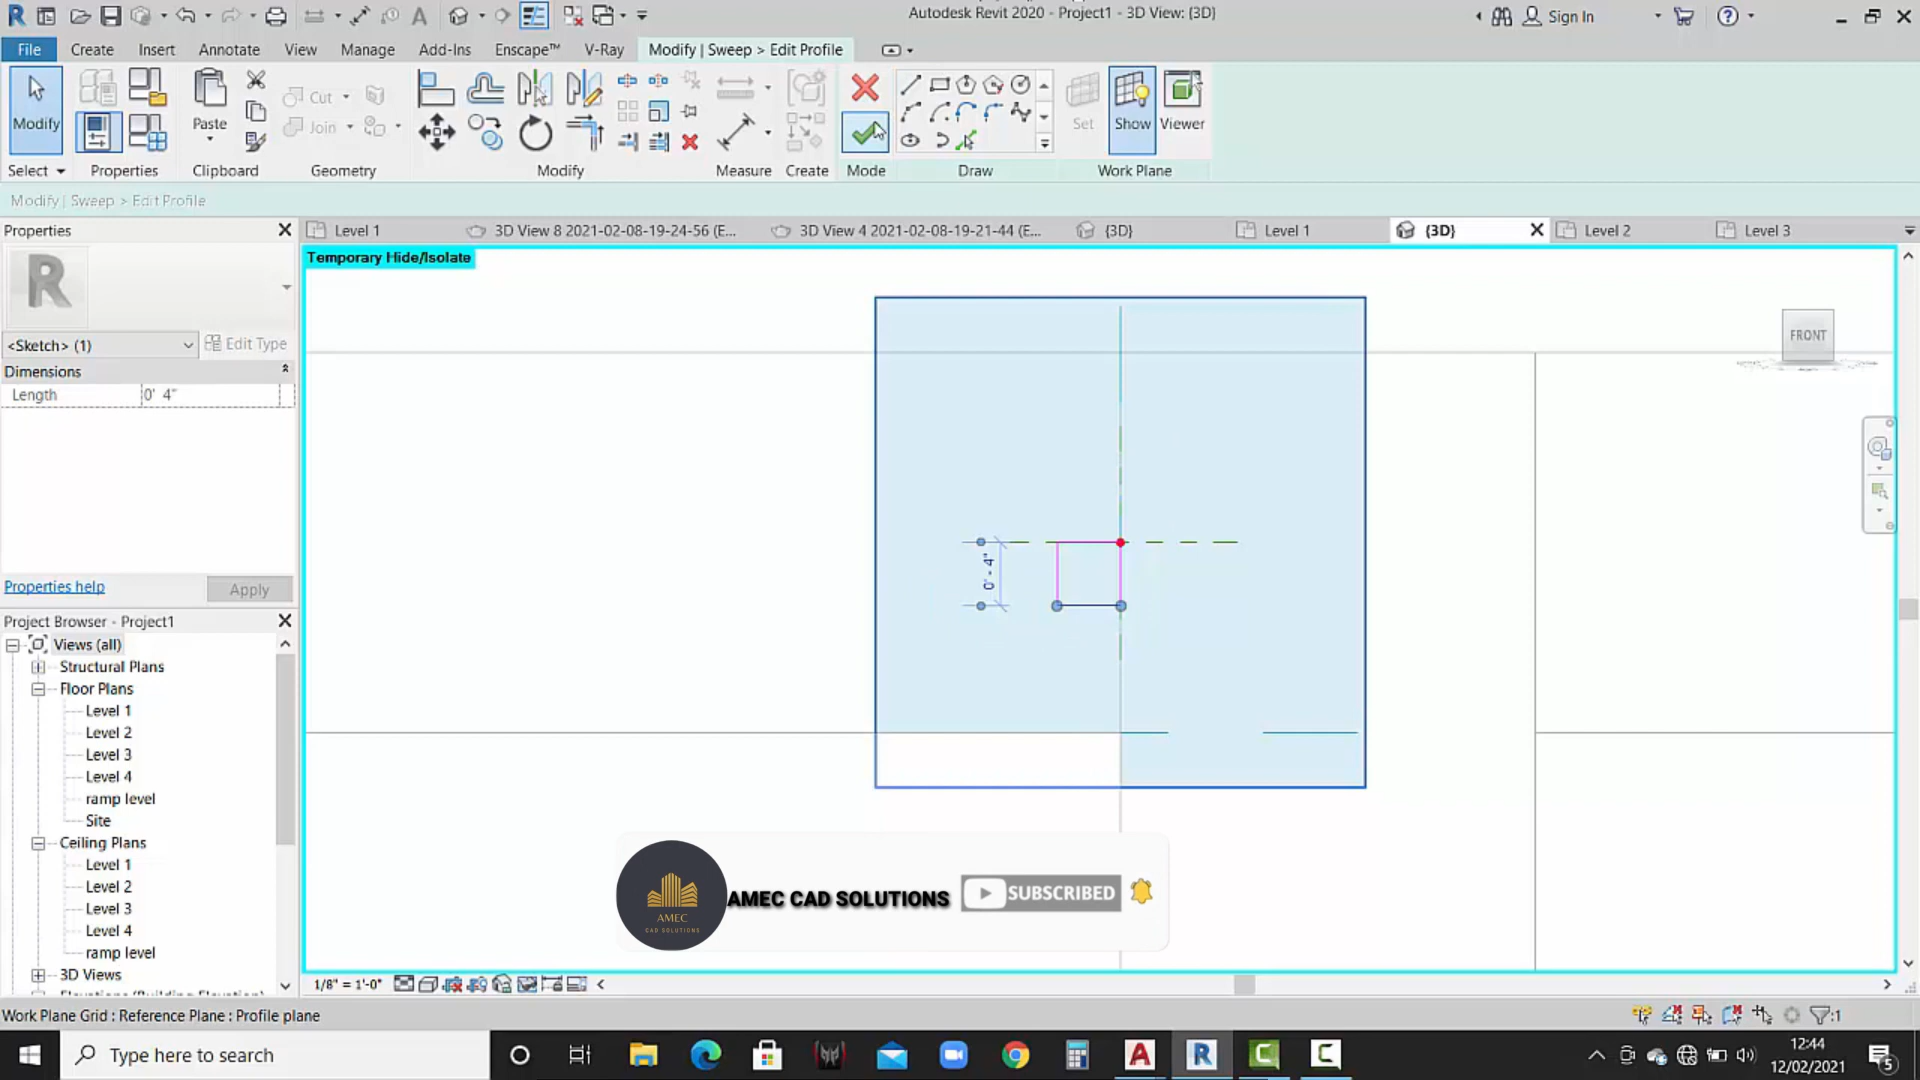 Autodesk Revit 2020 - Project1 - 3D View: {3D}
Sign In
File
Create
Insert
Annotate
View
Manage
Add-Ins
Enscape™
V-Ray
Modify | Sweep > Edit Profile
Modify
Paste
Cut
Join
Set
Show
Viewer
Select
Properties
Clipboard
Geometry
Modify
Measure
Create
Mode
Draw
Work Plane
Modify | Sweep > Edit Profile
Properties
R
<Sketch> (1)
Edit Type
Dimensions
Length
0' 4"
Properties help
Apply
Project Browser - Project1
Views (all)
Structural Plans
Floor Plans
Level 1
Level 2
Level 3
Level 4
ramp level
Site
Ceiling Plans
Level 1
Level 2
Level 3
Level 4
ramp level
3D Views
Elevations (Building Elevation)
Level 1
3D View 8 2021-02-08-19-24-56 (E...
3D View 4 2021-02-08-19-21-44 (E...
{3D}
Level 1
{3D}
Level 2
Level 3
Temporary Hide/Isolate
FRONT
0' - 4"
AMEC
CAD SOLUTIONS
AMEC CAD SOLUTIONS
SUBSCRIBED
1/8" = 1'-0"
Work Plane Grid : Reference Plane : Profile plane
:1
Type here to search
12:44
12/02/2021
5